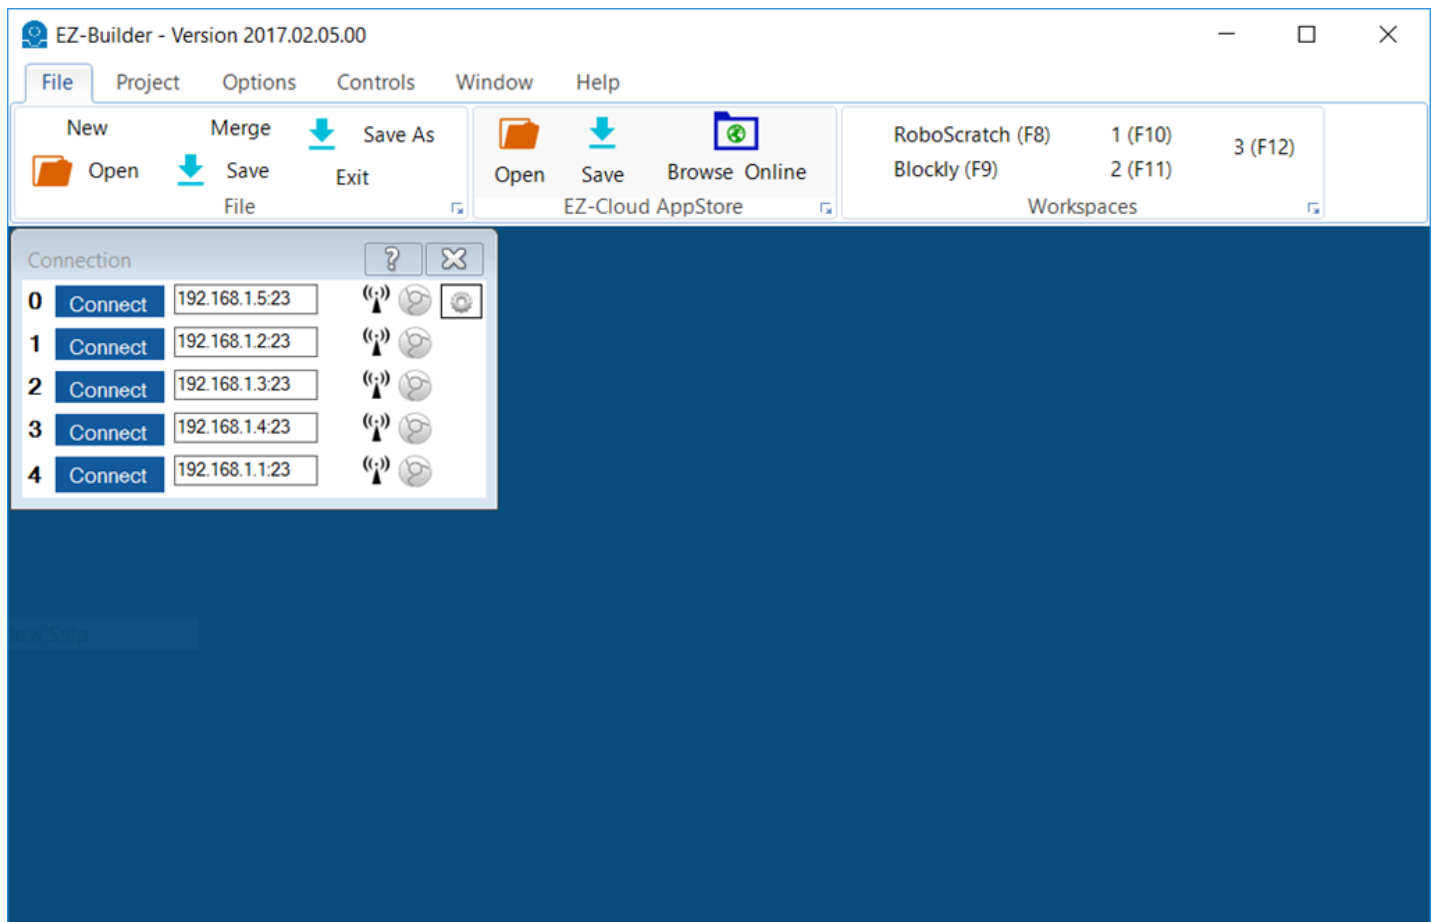 EZ-Builder - Version 2017.02.05.00
File Project Options Controls Window Help
New Merge Save As
Open Save Exit
File
Open Save Browse Online
EZ-Cloud AppStore
RoboScratch (F8) 1 (F10) 3 (F12)
Blockly (F9) 2 (F11)
Workspaces
Connection ?
0 Connect 192.168.1.5:23
1 Connect 192.168.1.2:23
2 Connect 192.168.1.3:23
3 Connect 192.168.1.4:23
4 Connect 192.168.1.1:23
Snip